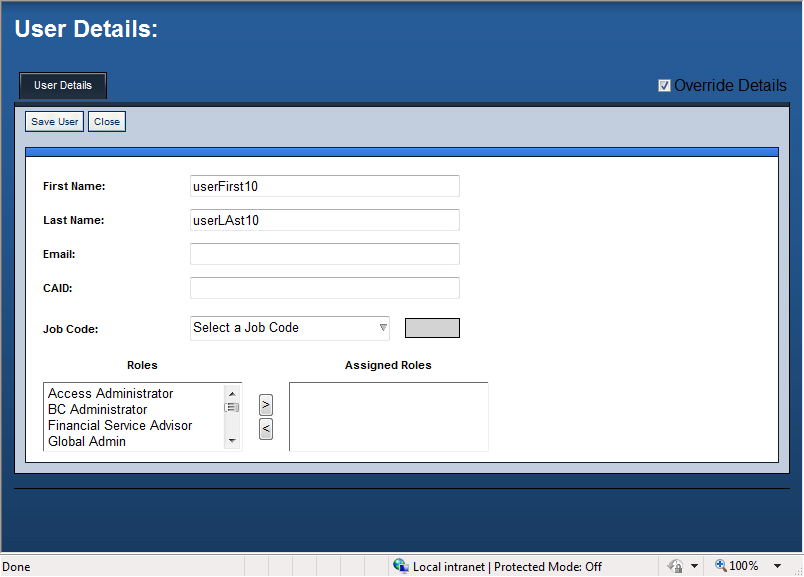 User Details:
User Details
Override Details
Save User Close
First Name: userFirst10
Last Name: userLAst10
Email:
CAID:
Job Code: Select a Job Code
Roles Assigned Roles
Access Administrator
BC Administrator
>
Financial Service Advisor
<
Global Admin
Done Local intranet | Protected Mode: Off 100%